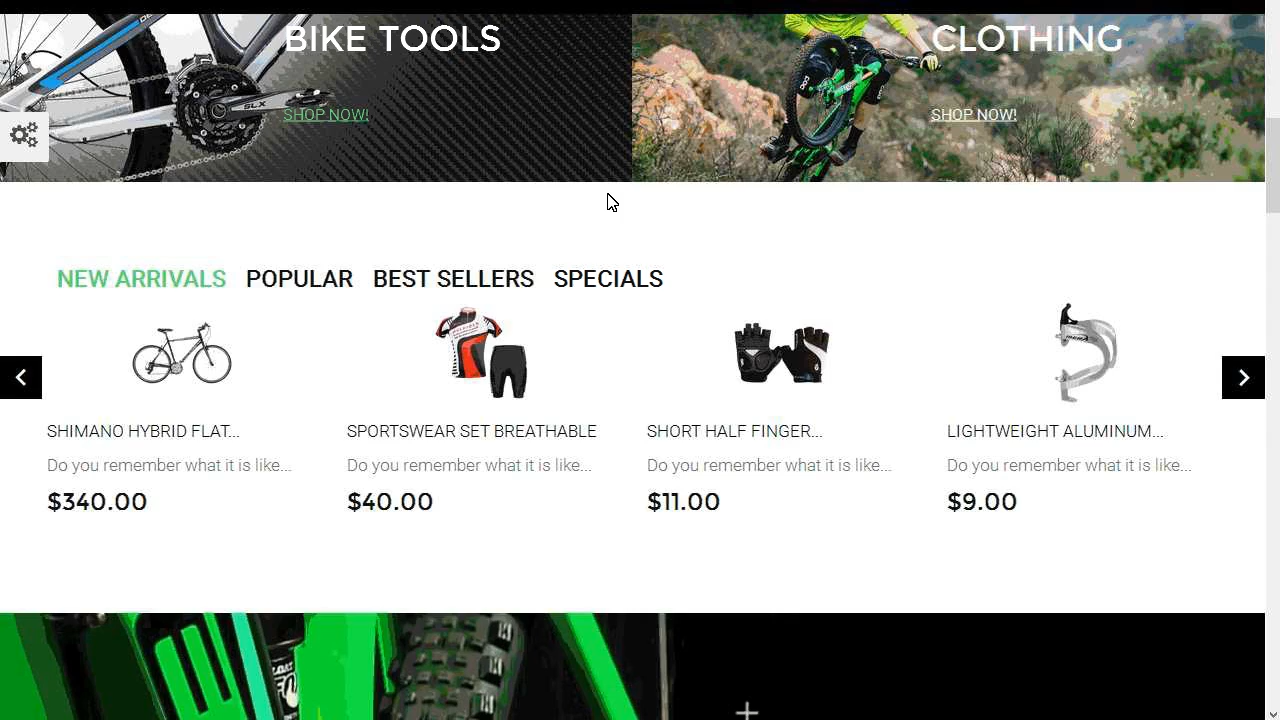 BIKE TOOLS
CLOTHING
SLX
SHOP NOW!
SHOP NOW!
NEW ARRIVALS POPULAR BEST SELLERS SPECIALS
SHIMANO HYBRID FLAT...
SPORTSWEAR SET BREATHABLE
SHORT HALF FINGER...
LIGHTWEIGHT ALUMINUM...
Do you remember what it is like...
Do you remember what it is like...
Do you remember what it is like...
Do you remember what it is like...
$340.00
$40.00
$11.00
$9.00